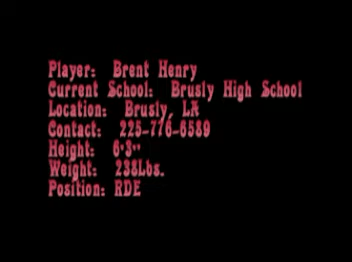 Player: Brent Henry
Current School: Brusly High School
Location: Brusly, LA
Contact: 225-776-6589
Height: 6'3"
Weight: 238Lbs.
Position: RDE